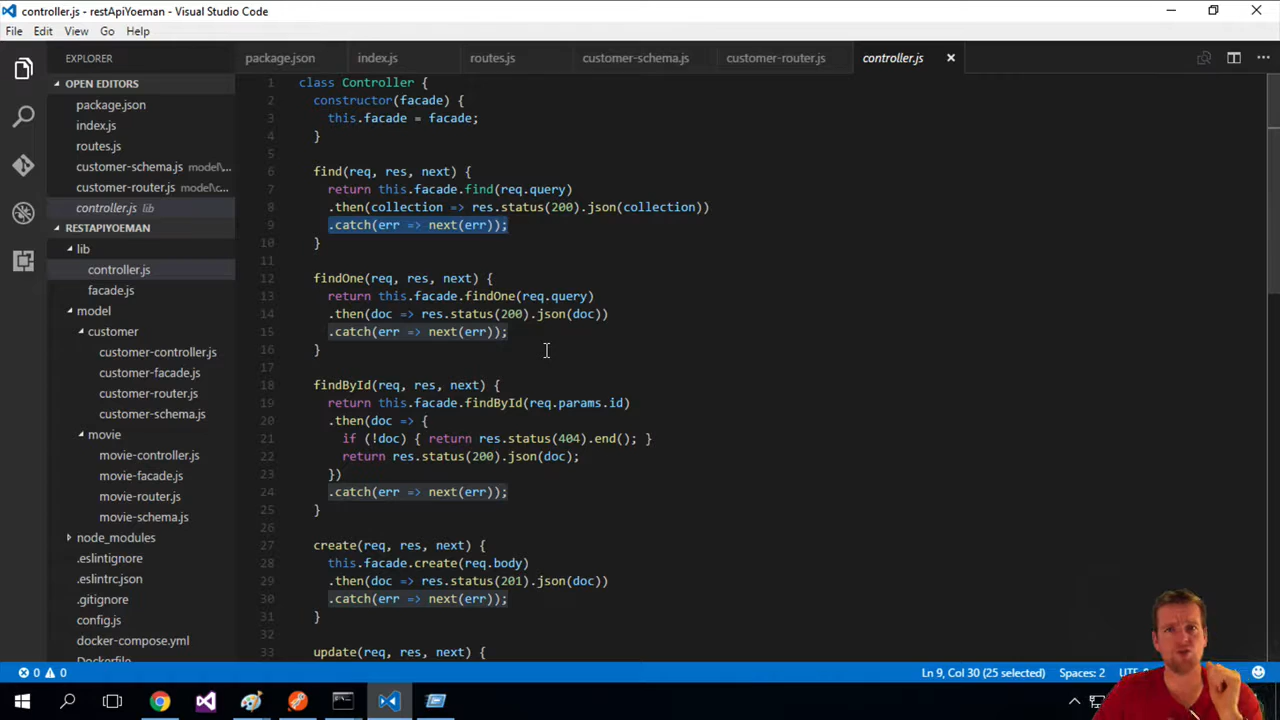 controller.js - restApiYoeman - Visual Studio Code
File Edit View Go Help
EXPLORER
package.json index.js routes.js customer-schema.js customer-router.js controller.js
OPEN EDITORS
package.json
index.js
routes.js
customer-schema.js model\...
customer-router.js model\c...
controller.js lib
RESTAPIYOEMAN
lib
controller.js
facade.js
model
customer
customer-controller.js
customer-facade.js
customer-router.js
customer-schema.js
movie
movie-controller.js
movie-facade.js
movie-router.js
movie-schema.js
node_modules
.eslintignore
.eslintrc.json
.gitignore
config.js
docker-compose.yml
Dockerfile
1 class Controller {
2 constructor(facade) {
3 this.facade = facade;
4 }
5
6 find(req, res, next) {
7 return this.facade.find(req.query)
8 .then(collection => res.status(200).json(collection))
9 .catch(err => next(err));
10 }
11
12 findOne(req, res, next) {
13 return this.facade.findOne(req.query)
14 .then(doc => res.status(200).json(doc))
15 .catch(err => next(err));
16 }
17
18 findById(req, res, next) {
19 return this.facade.findById(req.params.id)
20 .then(doc => {
21 if (!doc) { return res.status(404).end(); }
22 return res.status(200).json(doc);
23 })
24 .catch(err => next(err));
25 }
26
27 create(req, res, next) {
28 this.facade.create(req.body)
29 .then(doc => res.status(201).json(doc))
30 .catch(err => next(err));
31 }
32
33 update(req, res, next) {
0 0 Ln 9, Col 30 (25 selected) Spaces: 2